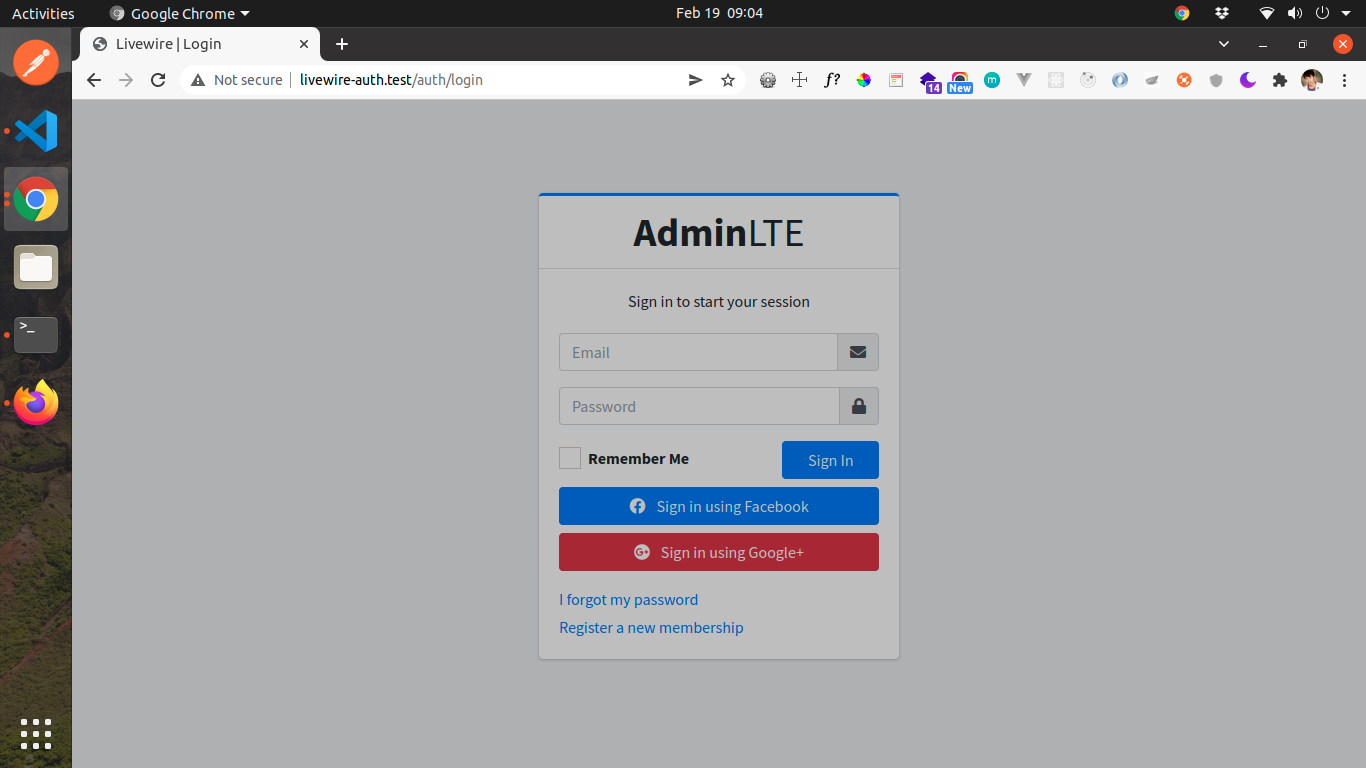 Activities
Google Chrome
Feb 19 09:04
Livewire | Login
Not secure
livewire-auth.test/auth/login
f?
14
New
m
>_
AdminLTE
Sign in to start your session
Email
Password
Remember Me
Sign In
Sign in using Facebook
Sign in using Google+
I forgot my password
Register a new membership